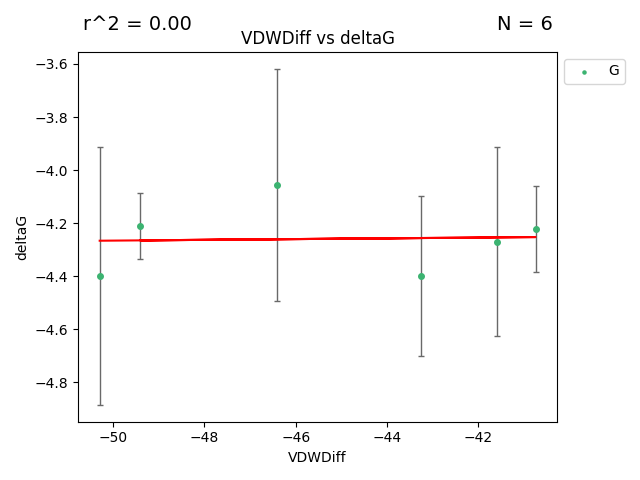 r^2 = 0.00
N = 6
VDWDiff vs deltaG
G
−3.6
−3.8
−4.0
−4.2
−4.4
−4.6
−4.8
deltaG
−50
−48
−46
−44
−42
VDWDiff